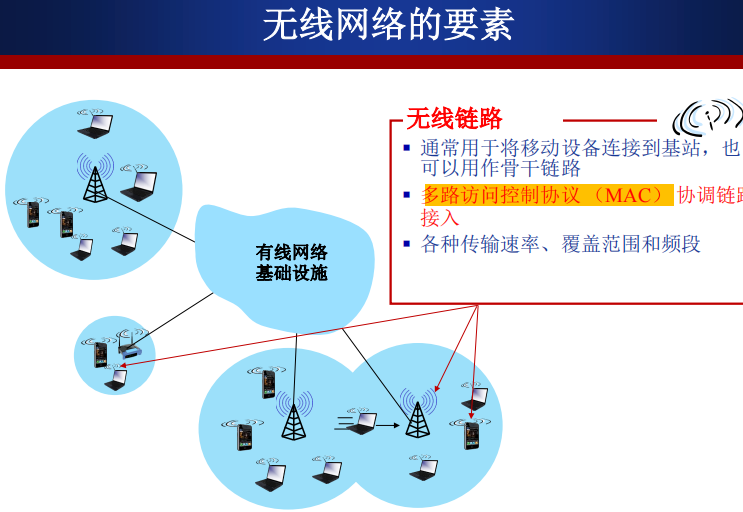 无线网络的要素
无线链路
▪ 通常用于将移动设备连接到基站，也
可以用作骨干链路
▪ 多路访问控制协议 （MAC） 协调链路
接入
▪ 各种传输速率、覆盖范围和频段
有线网络
基础设施